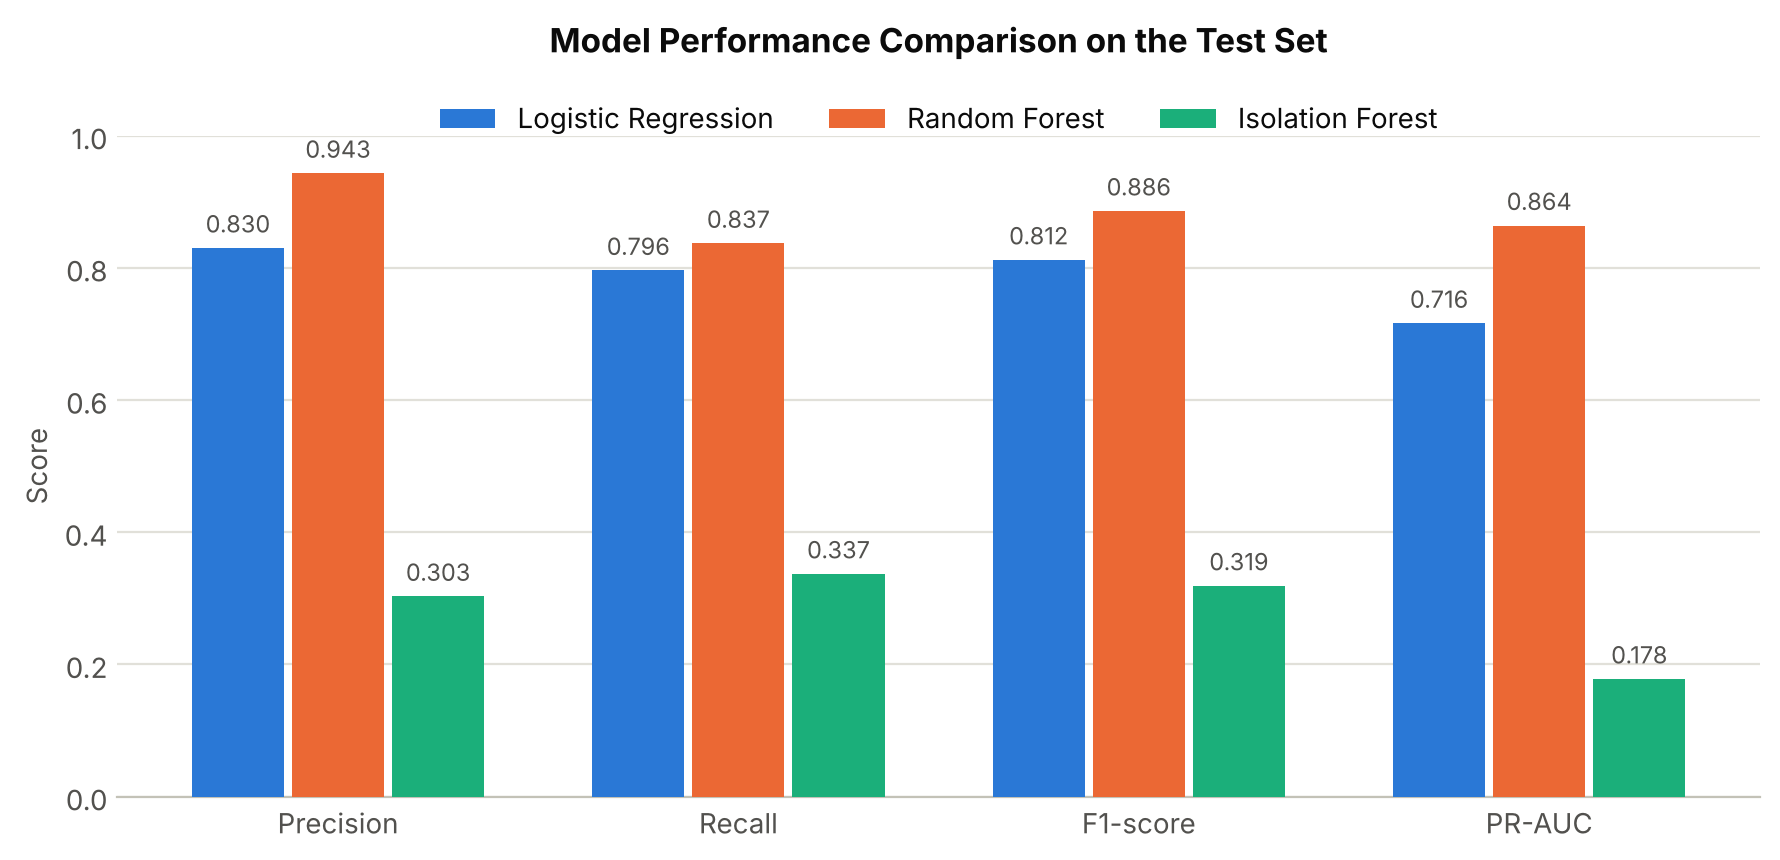 Model Performance Comparison on the Test Set
Logistic Regression Random Forest Isolation Forest
Score
1.0
0.8
0.6
0.4
0.2
0.0
0.830 0.943 0.303
0.796 0.837 0.337
0.812 0.886 0.319
0.716 0.864 0.178
Precision Recall F1-score PR-AUC